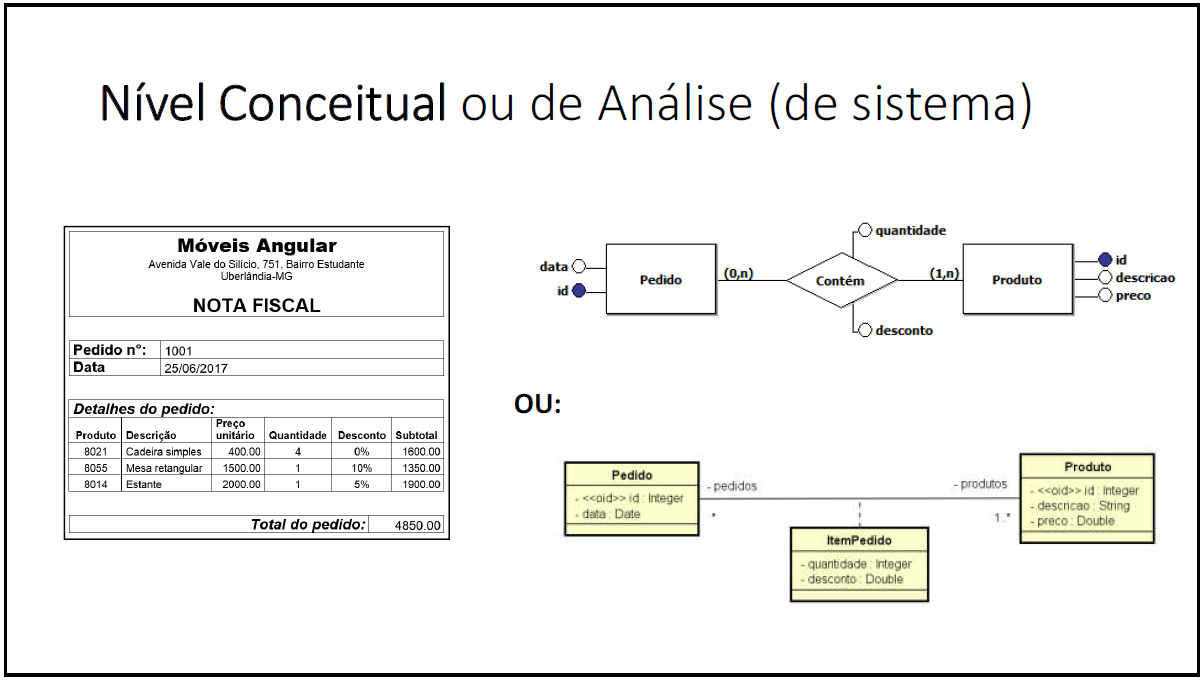 Nível Conceitual ou de Análise (de sistema)
Móveis Angular
Avenida Vale do Silício, 751, Bairro Estudante
Uberlândia-MG
NOTA FISCAL
Pedido n°: 1001
Data 25/06/2017
Detalhes do pedido:
Produto Descrição Preço unitário Quantidade Desconto Subtotal
8021 Cadeira simples 400.00 4 0% 1600.00
8055 Mesa retangular 1500.00 1 10% 1350.00
8014 Estante 2000.00 1 5% 1900.00
Total do pedido: 4850.00
quantidade
data
id
Pedido
(0,n)
Contém
(1,n)
Produto
id
descricao
preco
desconto
OU:
Pedido
- <<oid>> id : Integer
- data : Date
- pedidos
*
- produtos
1..*
Produto
- <<oid>> id : Integer
- descricao : String
- preco : Double
ItemPedido
- quantidade : Integer
- desconto : Double